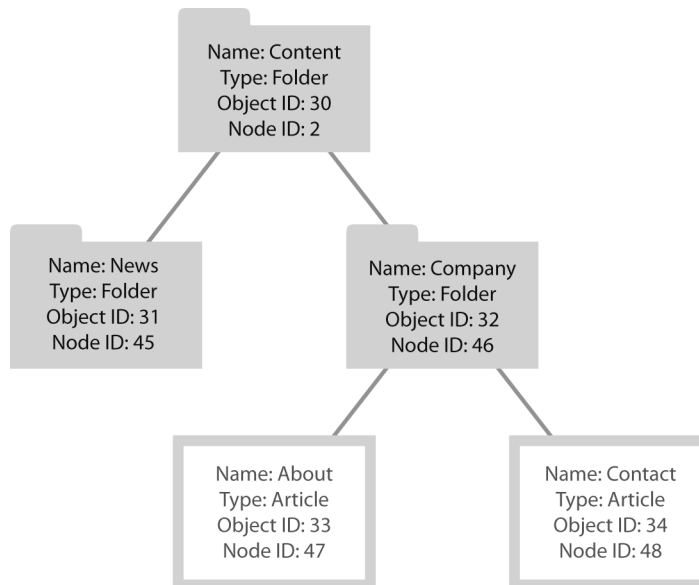 Name: Content
Type: Folder
Object ID: 30
Node ID: 2
Name: News
Type: Folder
Object ID: 31
Node ID: 45
Name: Company
Type: Folder
Object ID: 32
Node ID: 46
Name: About
Type: Article
Object ID: 33
Node ID: 47
Name: Contact
Type: Article
Object ID: 34
Node ID: 48